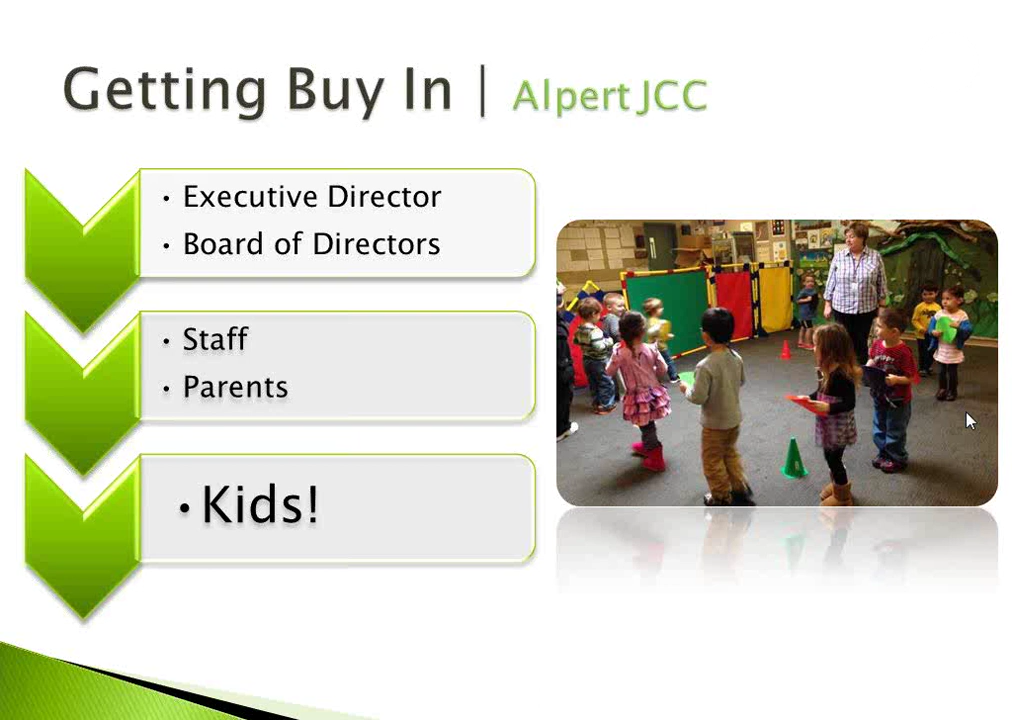 Getting Buy In | Alpert JCC
• Executive Director
• Board of Directors
• Staff
• Parents
• Kids!